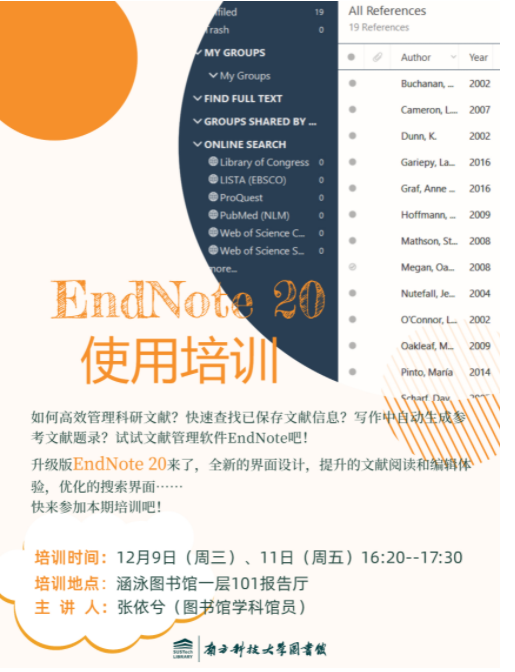 filed 19
All References
Trash 0
19 References
MY GROUPS
My Groups
FIND FULL TEXT
GROUPS SHARED BY ...
ONLINE SEARCH
Library of Congress 0
LISTA (EBSCO) 0
ProQuest 0
PubMed (NLM) 0
Web of Science C... 0
Web of Science S... 0
more...
Author Year
Buchanan, ... 2002
Cameron, L... 2007
Dunn, K. 2002
Gariepy, La... 2016
Graf, Anne ... 2016
Hoffmann, ... 2009
Mathson, St... 2008
Megan, Oa... 2008
Nutefall, Je... 2004
O'Connor, L... 2002
Oakleaf, M... 2009
Pinto, María 2014
EndNote 20
使用培训
如何高效管理科研文献？快速查找已保存文献信息？写作中自动生成参
考文献题录？试试文献管理软件EndNote吧！
升级版EndNote 20来了，全新的界面设计，提升的文献阅读和编辑体
验，优化的搜索界面……
快来参加本期培训吧！
培训时间：12月9日（周三）、11日（周五）16:20--17:30
培训地点：涵泳图书馆一层101报告厅
主 讲 人：张依兮（图书馆学科馆员）
SUSTech
LIBRARY
南方科技大学图书馆